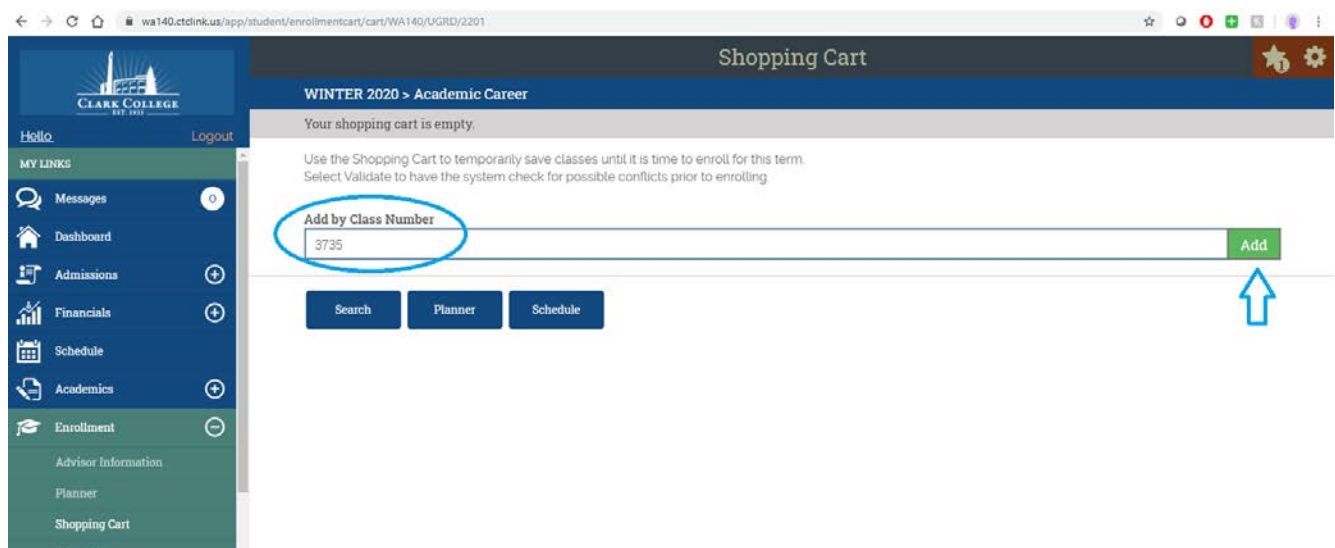 wa140.ctclink.us/app/student/enrollmentcart/cart/WA140/UGRD/2201
Shopping Cart
1
CLARK COLLEGE
EST. 1933
WINTER 2020 > Academic Career
Hello
Logout
Your shopping cart is empty.
MY LINKS
Use the Shopping Cart to temporarily save classes until it is time to enroll for this term.
Select Validate to have the system check for possible conflicts prior to enrolling
Messages
0
Add by Class Number
Dashboard
3735
Add
Admissions
Financials
Search
Planner
Schedule
Schedule
Academics
Enrollment
Advisor Information
Planner
Shopping Cart